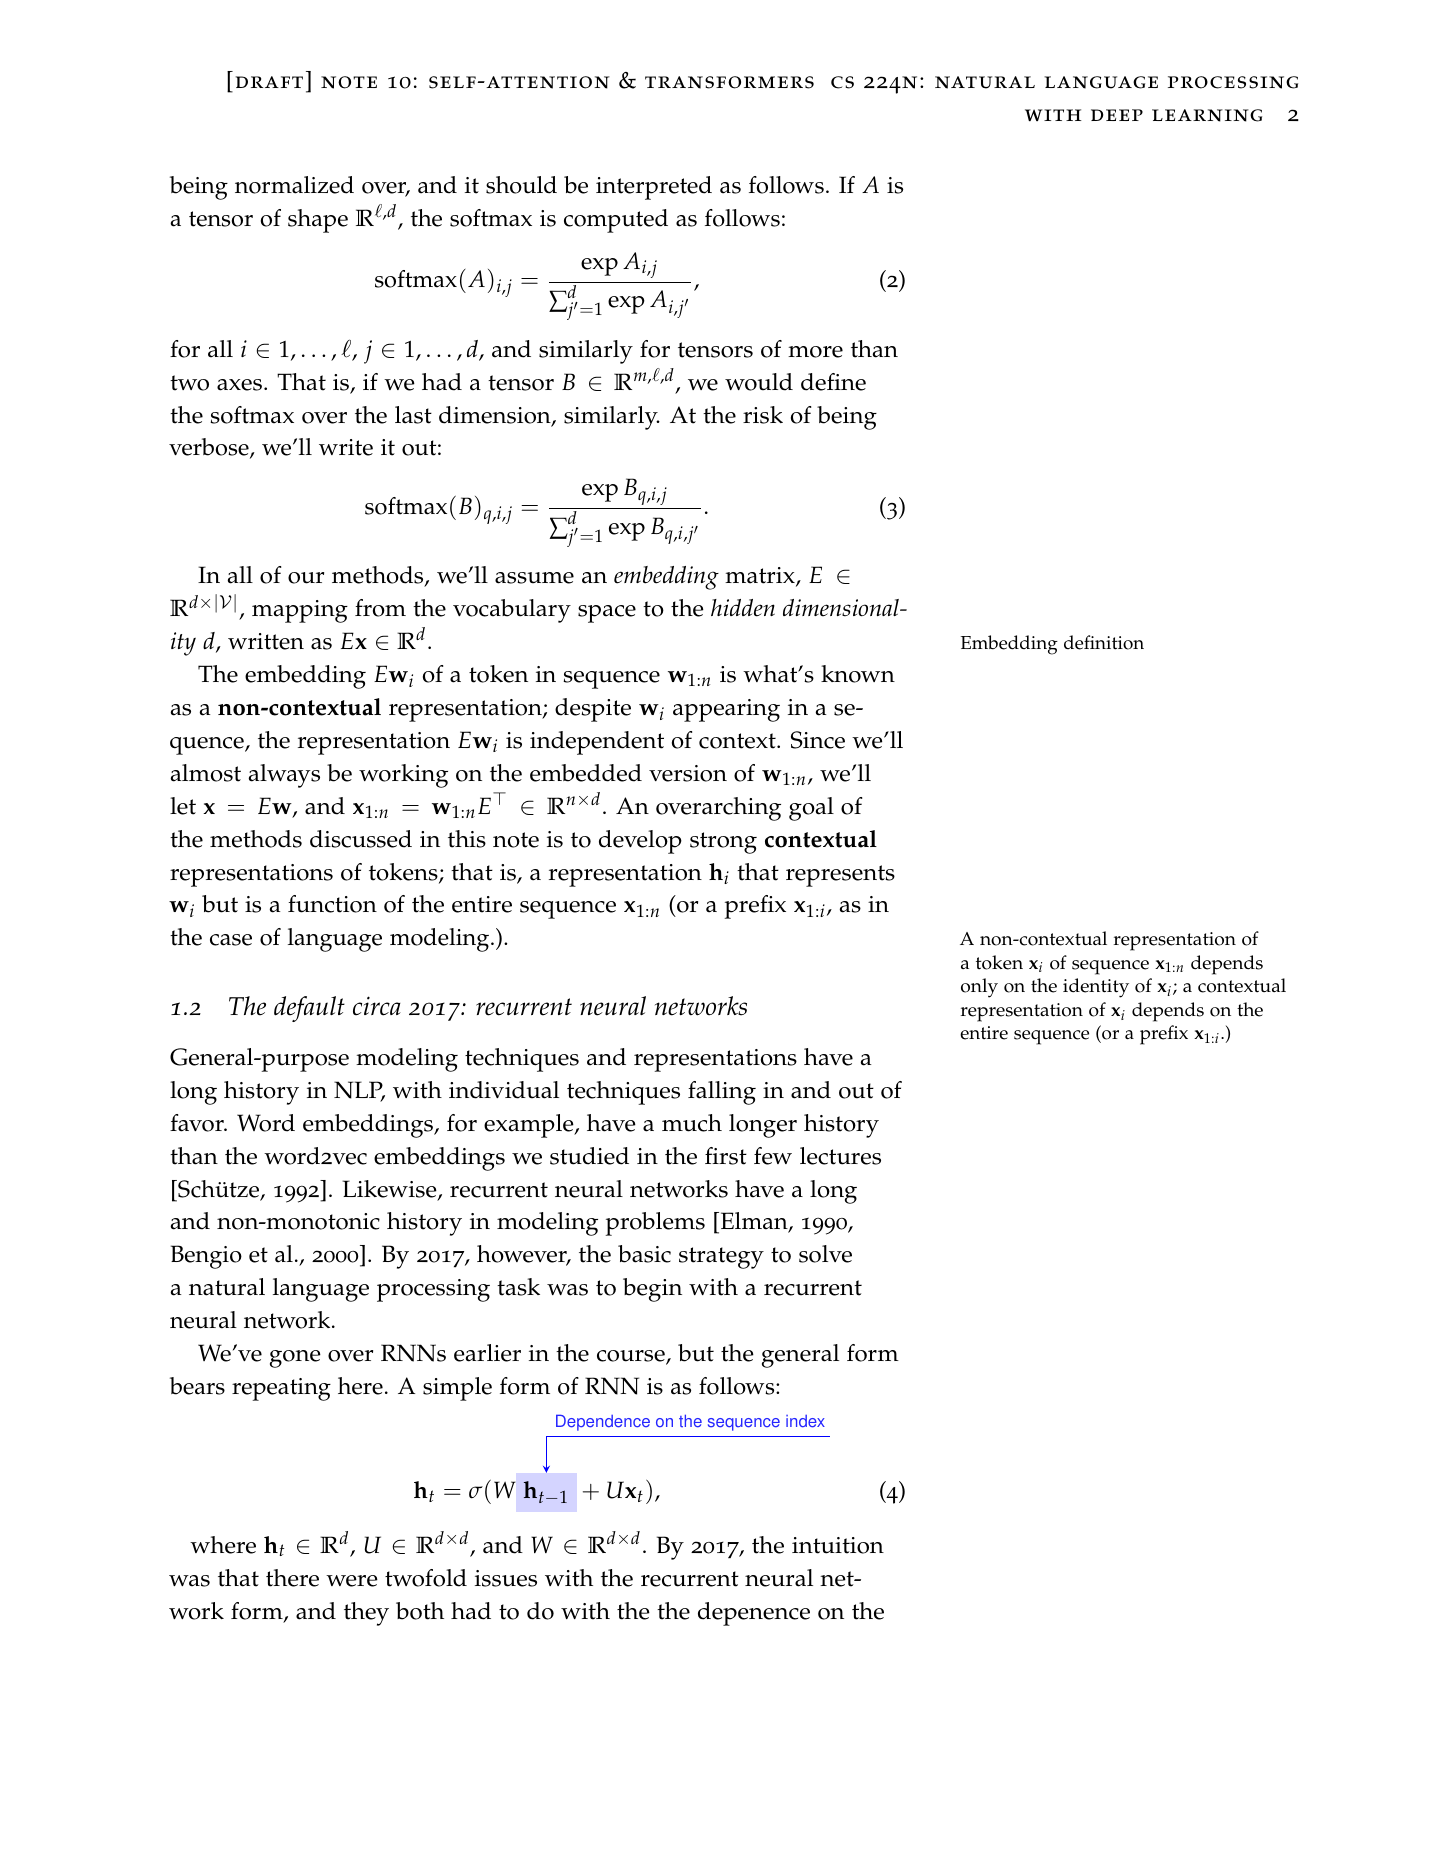 [DRAFT] NOTE 10: SELF-ATTENTION & TRANSFORMERS CS 224N: NATURAL LANGUAGE PROCESSING
WITH DEEP LEARNING 2
being normalized over, and it should be interpreted as follows. If A is
a tensor of shape ℝ^{ℓ,d}, the softmax is computed as follows:
softmax(A)_{i,j} = \frac{exp A_{i,j}}{∑_{j'=1}^{d} exp A_{i,j'}}, (2)
for all i ∈ 1, . . . , ℓ, j ∈ 1, . . . , d, and similarly for tensors of more than
two axes. That is, if we had a tensor B ∈ ℝ^{m,ℓ,d}, we would define
the softmax over the last dimension, similarly. At the risk of being
verbose, we'll write it out:
softmax(B)_{q,i,j} = \frac{exp B_{q,i,j}}{∑_{j'=1}^{d} exp B_{q,i,j'}}. (3)
In all of our methods, we'll assume an embedding matrix, E ∈
ℝ^{d×|𝒱|}, mapping from the vocabulary space to the hidden dimensional-
ity d, written as Ex ∈ ℝ^d.
Embedding definition
The embedding Ew_i of a token in sequence w_{1:n} is what's known
as a non-contextual representation; despite w_i appearing in a se-
quence, the representation Ew_i is independent of context. Since we'll
almost always be working on the embedded version of w_{1:n}, we'll
let x = Ew, and x_{1:n} = w_{1:n}E^⊤ ∈ ℝ^{n×d}. An overarching goal of
the methods discussed in this note is to develop strong contextual
representations of tokens; that is, a representation h_i that represents
w_i but is a function of the entire sequence x_{1:n} (or a prefix x_{1:i}, as in
the case of language modeling.).
A non-contextual representation of
a token x_i of sequence x_{1:n} depends
only on the identity of x_i; a contextual
representation of x_i depends on the
entire sequence (or a prefix x_{1:i}.)
1.2 The default circa 2017: recurrent neural networks
General-purpose modeling techniques and representations have a
long history in NLP, with individual techniques falling in and out of
favor. Word embeddings, for example, have a much longer history
than the word2vec embeddings we studied in the first few lectures
[Schütze, 1992]. Likewise, recurrent neural networks have a long
and non-monotonic history in modeling problems [Elman, 1990,
Bengio et al., 2000]. By 2017, however, the basic strategy to solve
a natural language processing task was to begin with a recurrent
neural network.
We've gone over RNNs earlier in the course, but the general form
bears repeating here. A simple form of RNN is as follows:
Dependence on the sequence index
h_t = σ(W h_{t−1} + Ux_t), (4)
where h_t ∈ ℝ^d, U ∈ ℝ^{d×d}, and W ∈ ℝ^{d×d}. By 2017, the intuition
was that there were twofold issues with the recurrent neural net-
work form, and they both had to do with the the depenence on the